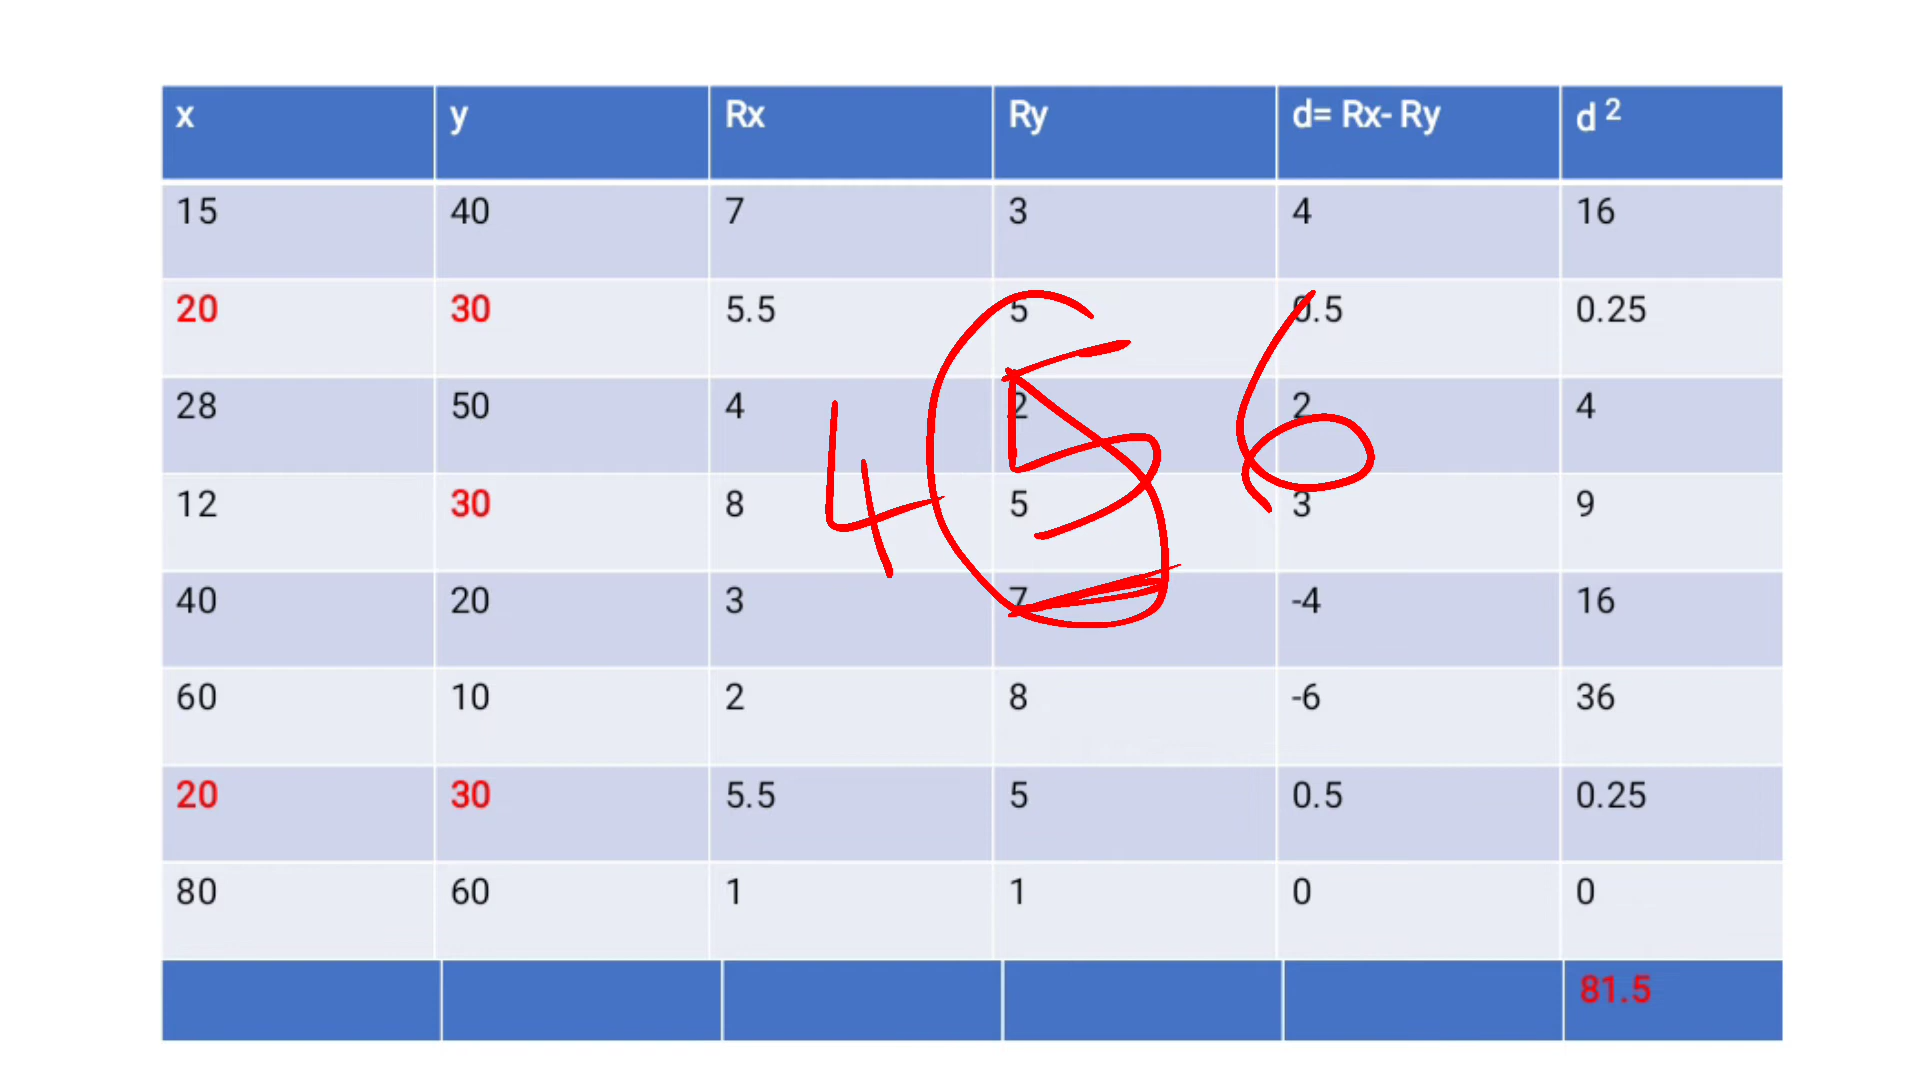 x y Rx Ry d= Rx- Ry d 2
15 40 7 3 4 16
20 30 5.5 5 0.5 0.25
28 50 4 2 2 4
4 5 6
12 30 8 5 3 9
40 20 3 7 -4 16
60 10 2 8 -6 36
20 30 5.5 5 0.5 0.25
80 60 1 1 0 0
81.5